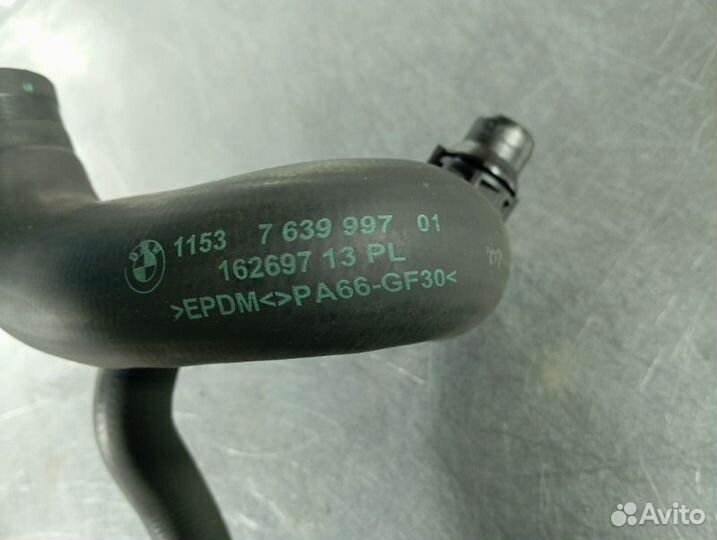 1153 7 639 997 01
162697 13 PL
>EPDM<>PA66-GF30<
Avito